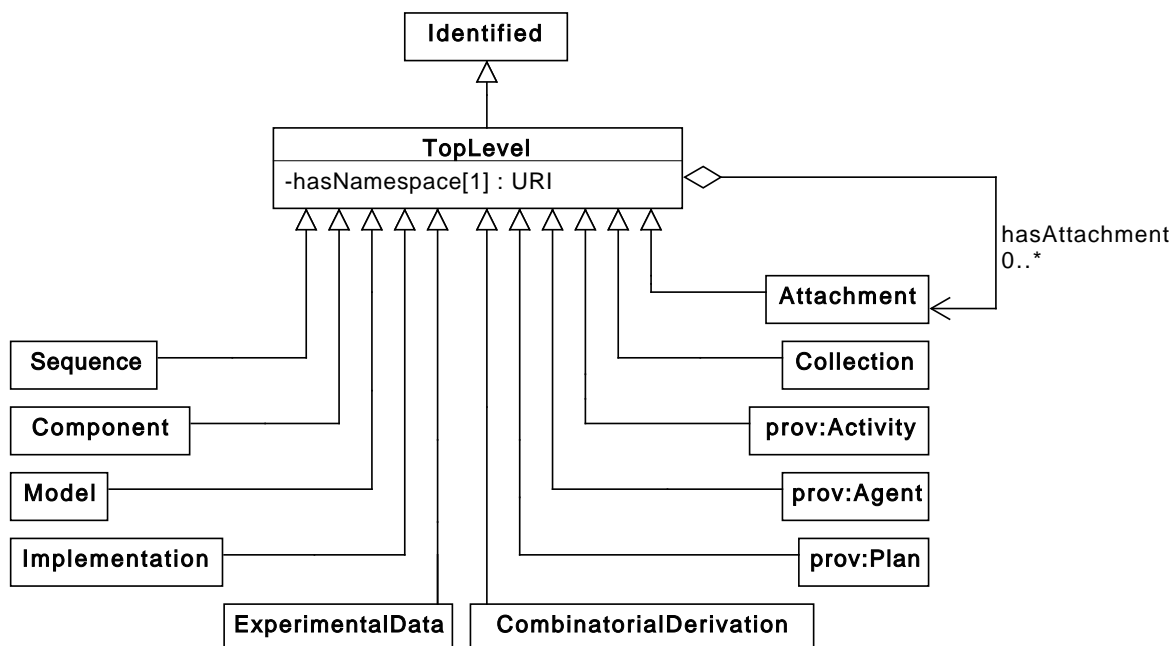 Identified
TopLevel
-hasNamespace[1] : URI
hasAttachment
0..*
Attachment
Sequence
Collection
Component
prov:Activity
Model
prov:Agent
Implementation
prov:Plan
ExperimentalData
CombinatorialDerivation